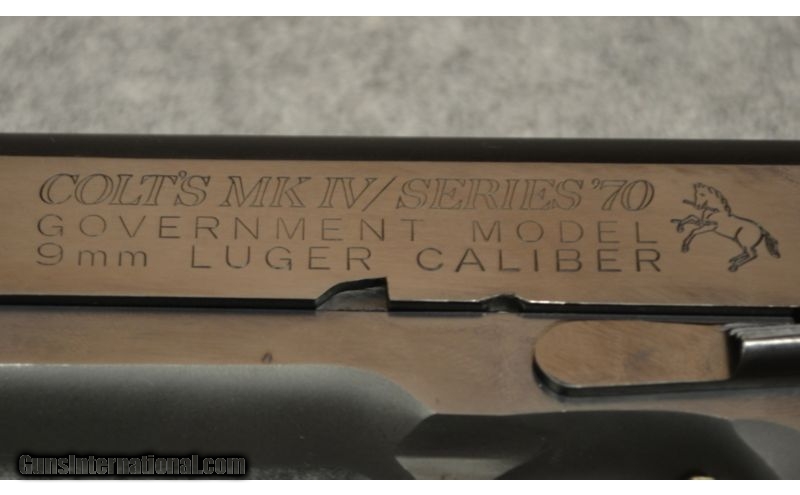 COLT'S MK IV/SERIES '70
GOVERNMENT MODEL
9mm LUGER CALIBER
GunsInternational.com